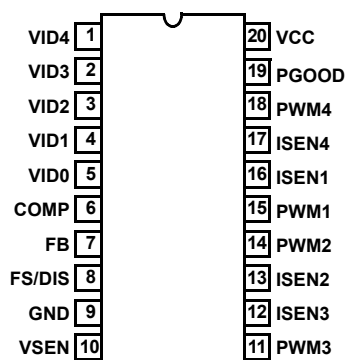 VID4 1 20 VCC
VID3 2 19 PGOOD
VID2 3 18 PWM4
VID1 4 17 ISEN4
VID0 5 16 ISEN1
COMP 6 15 PWM1
FB 7 14 PWM2
FS/DIS 8 13 ISEN2
GND 9 12 ISEN3
VSEN 10 11 PWM3